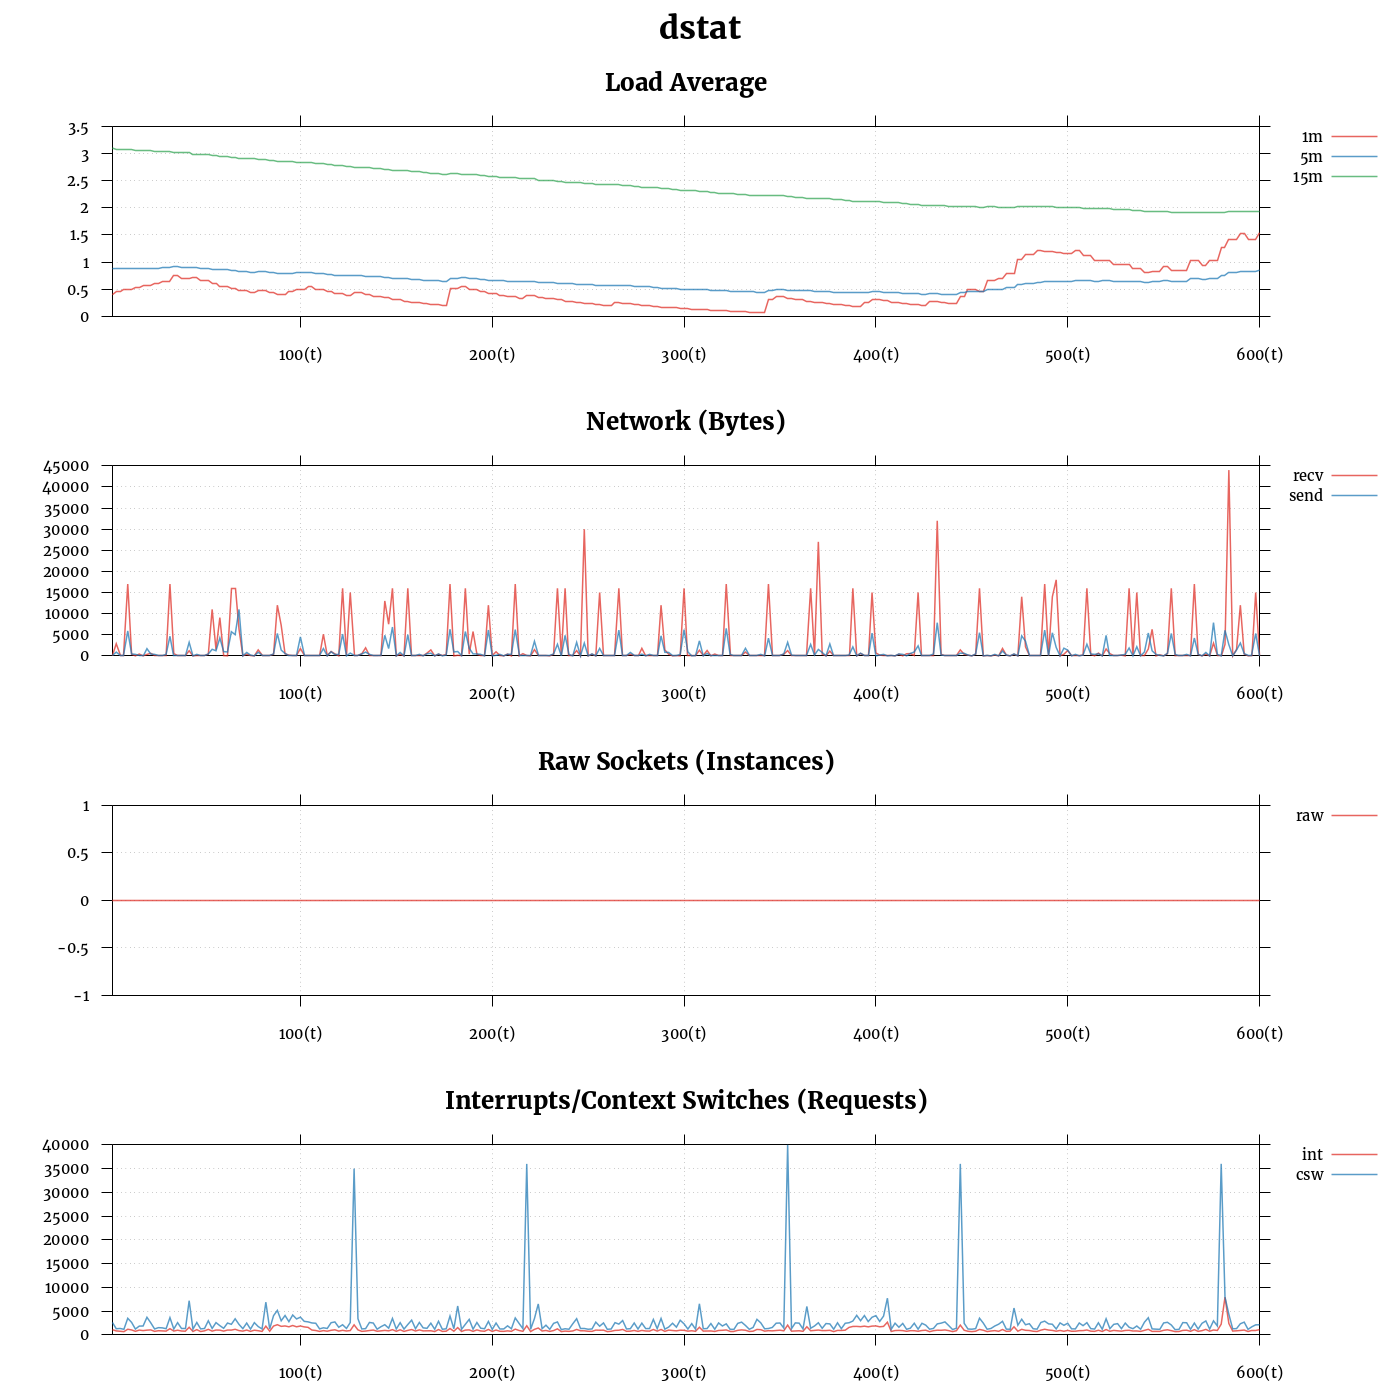 dstat
Load Average
3.5
3
2.5
2
1.5
1
0.5
0
100(t) 200(t) 300(t) 400(t) 500(t) 600(t)
1m
5m
15m
Network (Bytes)
45000
40000
35000
30000
25000
20000
15000
10000
5000
0
100(t) 200(t) 300(t) 400(t) 500(t) 600(t)
recv
send
Raw Sockets (Instances)
1
0.5
0
-0.5
-1
100(t) 200(t) 300(t) 400(t) 500(t) 600(t)
raw
Interrupts/Context Switches (Requests)
40000
35000
30000
25000
20000
15000
10000
5000
0
100(t) 200(t) 300(t) 400(t) 500(t) 600(t)
int
csw